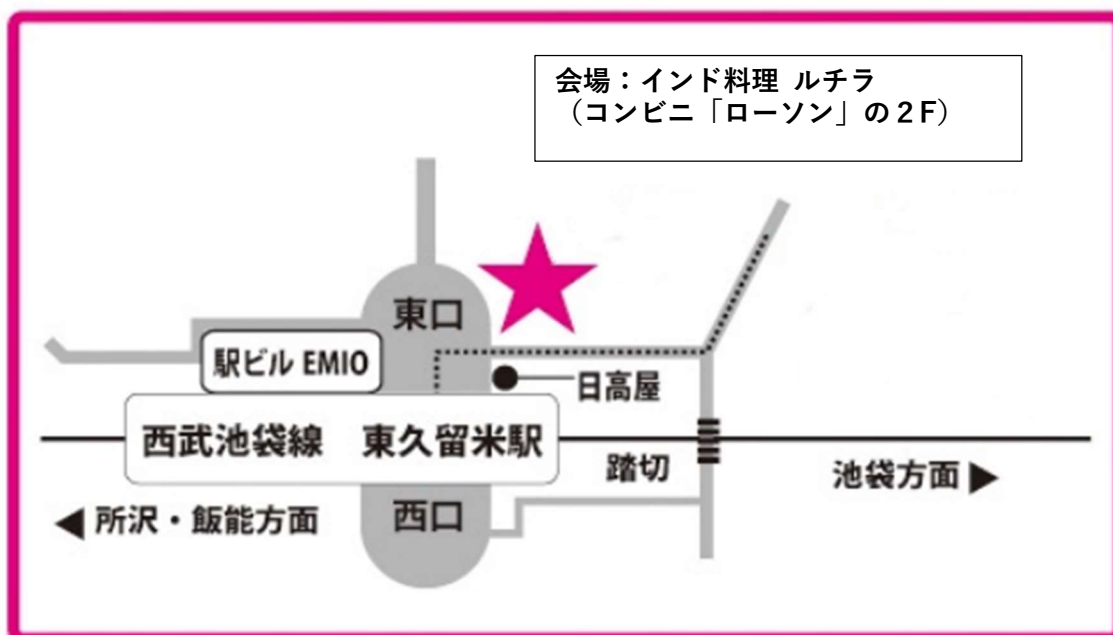 会場：インド料理 ルチラ
（コンビニ「ローソン」の２F）
東口
駅ビル EMIO
日高屋
西武池袋線　東久留米駅
踏切
池袋方面▶
◀所沢・飯能方面
西口